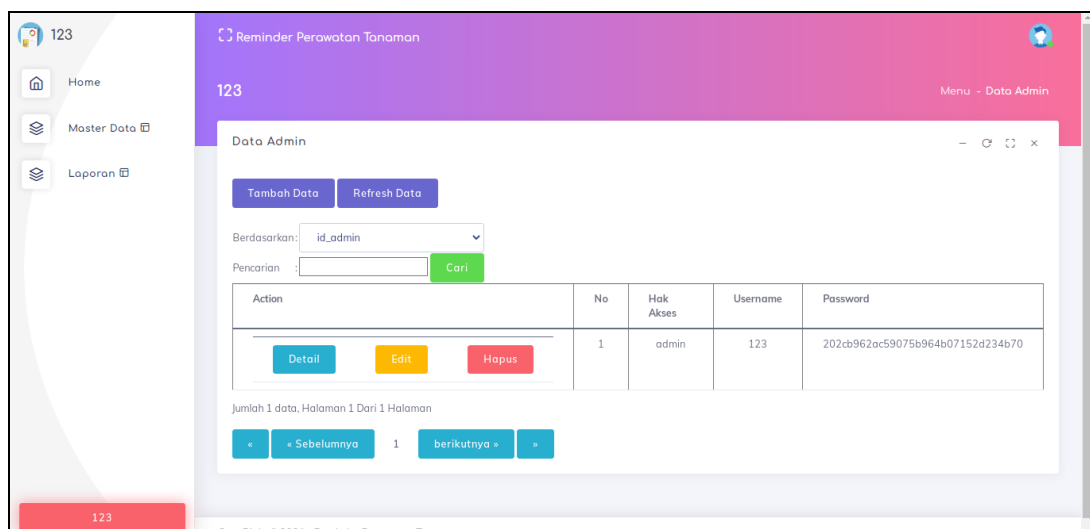 123
Home
Master Data
Laporan
123
Reminder Perawatan Tanaman
123
Menu - Data Admin
Data Admin
Tambah Data Refresh Data
Berdasarkan: id_admin
Pencarian : Cari
Action No Hak Akses Username Password
Detail Edit Hapus 1 admin 123 202cb962ac59075b964b07152d234b70
Jumlah 1 data, Halaman 1 Dari 1 Halaman
« « Sebelumnya 1 berikutnya » »